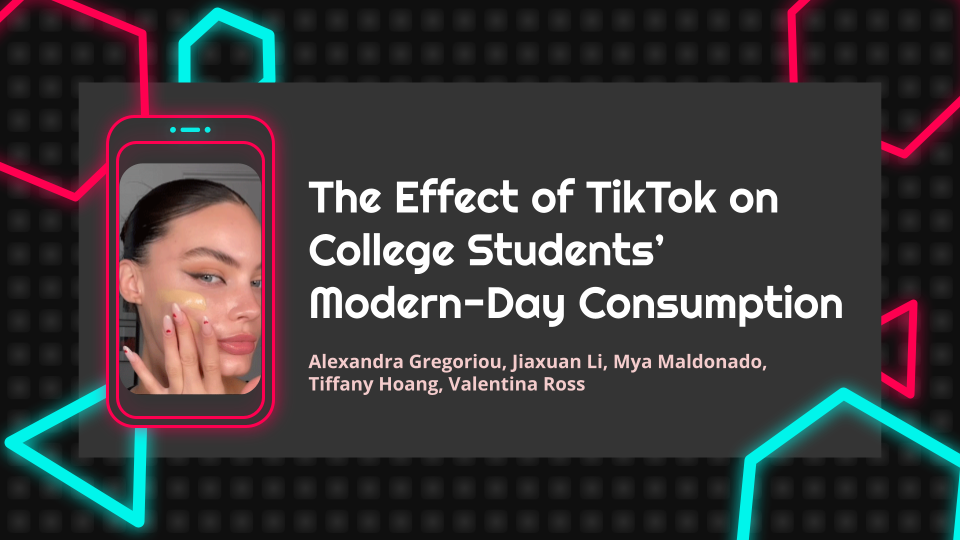 The Effect of TikTok on
College Students’
Modern-Day Consumption
Alexandra Gregoriou, Jiaxuan Li, Mya Maldonado,
Tiffany Hoang, Valentina Ross